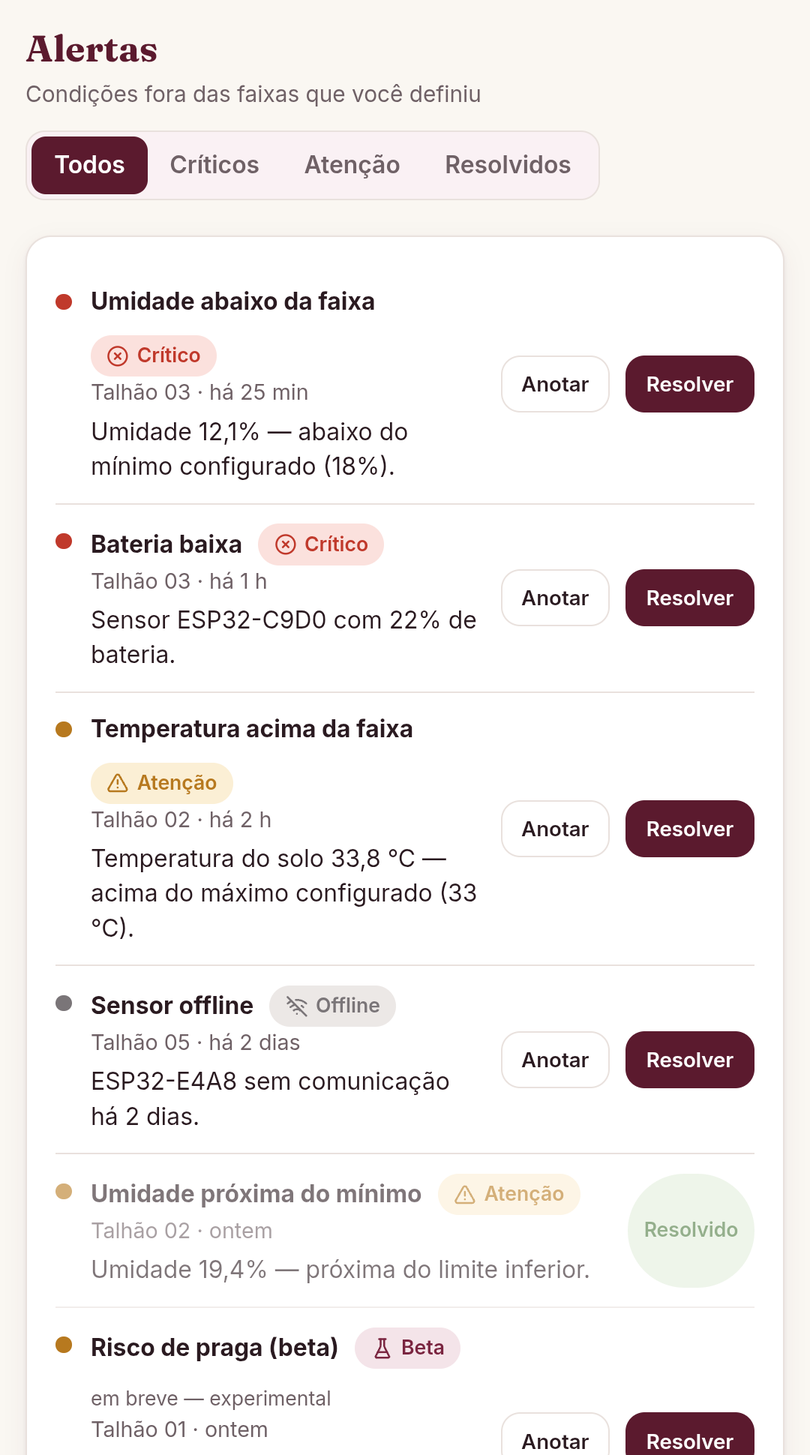 Alertas
Condições fora das faixas que você definiu
Todos Críticos Atenção Resolvidos
Umidade abaixo da faixa
Crítico
Talhão 03 · há 25 min
Umidade 12,1% — abaixo do
mínimo configurado (18%).
Anotar Resolver
Bateria baixa Crítico
Talhão 03 · há 1 h
Sensor ESP32-C9D0 com 22% de
bateria.
Anotar Resolver
Temperatura acima da faixa
Atenção
Talhão 02 · há 2 h
Temperatura do solo 33,8 °C —
acima do máximo configurado (33
°C).
Anotar Resolver
Sensor offline Offline
Talhão 05 · há 2 dias
ESP32-E4A8 sem comunicação
há 2 dias.
Anotar Resolver
Umidade próxima do mínimo Atenção
Talhão 02 · ontem
Umidade 19,4% — próxima do limite inferior.
Resolvido
Risco de praga (beta) Beta
em breve — experimental
Talhão 01 · ontem
Anotar Resolver